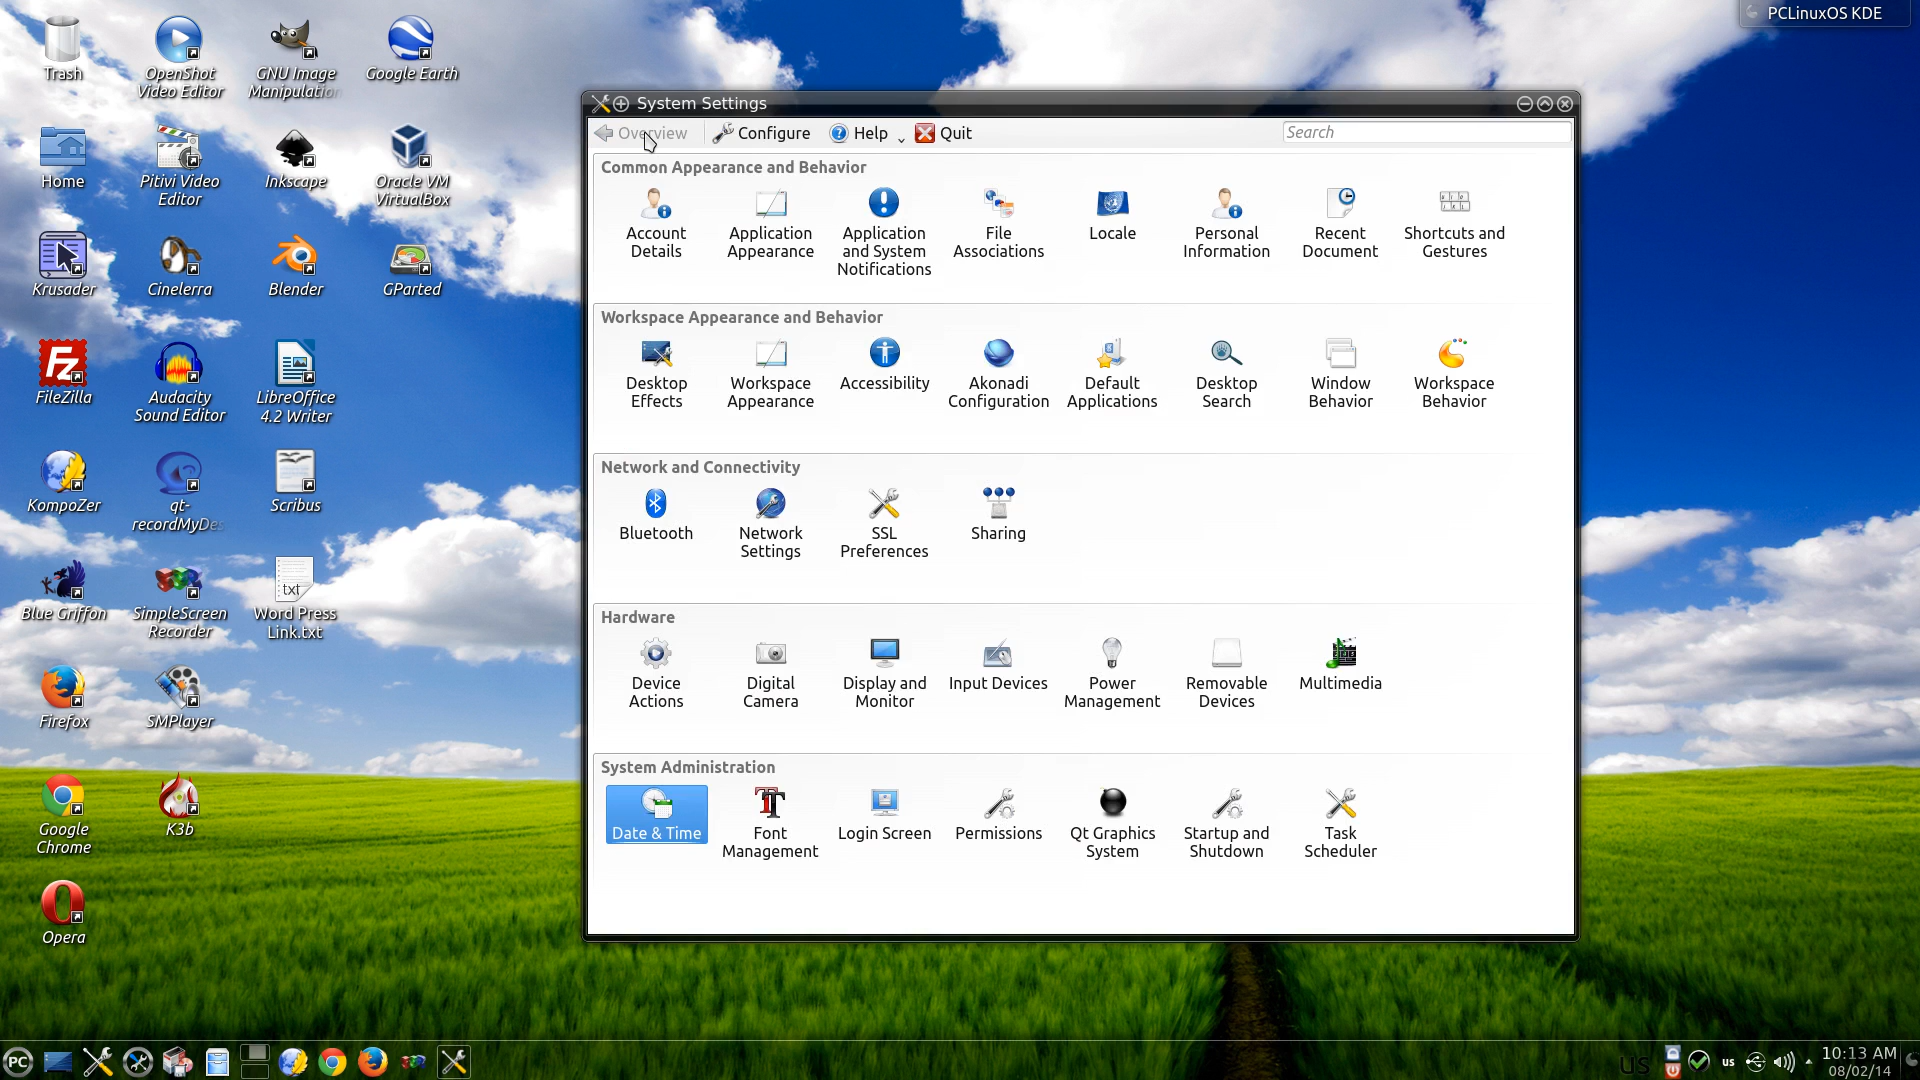 PCLinuxOS KDE
Trash
OpenShot
Video Editor
GNU Image
Manipulation
Google Earth
Home
Pitivi Video
Editor
Inkscape
Oracle VM
VirtualBox
Krusader
Cinelerra
Blender
GParted
FileZilla
Audacity
Sound Editor
LibreOffice
4.2 Writer
KompoZer
qt-
recordMyDes
Scribus
Blue Griffon
SimpleScreen
Recorder
txt
Word Press
Link.txt
Firefox
SMPlayer
Google
Chrome
K3b
Opera
System Settings
Overview Configure Help Quit Search
Common Appearance and Behavior
Account
Details
Application
Appearance
Application
and System
Notifications
File
Associations
Locale
Personal
Information
Recent
Document
Shortcuts and
Gestures
Workspace Appearance and Behavior
Desktop
Effects
Workspace
Appearance
Accessibility
Akonadi
Configuration
Default
Applications
Desktop
Search
Window
Behavior
Workspace
Behavior
Network and Connectivity
Bluetooth
Network
Settings
SSL
Preferences
Sharing
Hardware
Device
Actions
Digital
Camera
Display and
Monitor
Input Devices
Power
Management
Removable
Devices
Multimedia
System Administration
Date & Time
Font
Management
Login Screen
Permissions
Qt Graphics
System
Startup and
Shutdown
Task
Scheduler
PC
us
us
10:13 AM
08/02/14